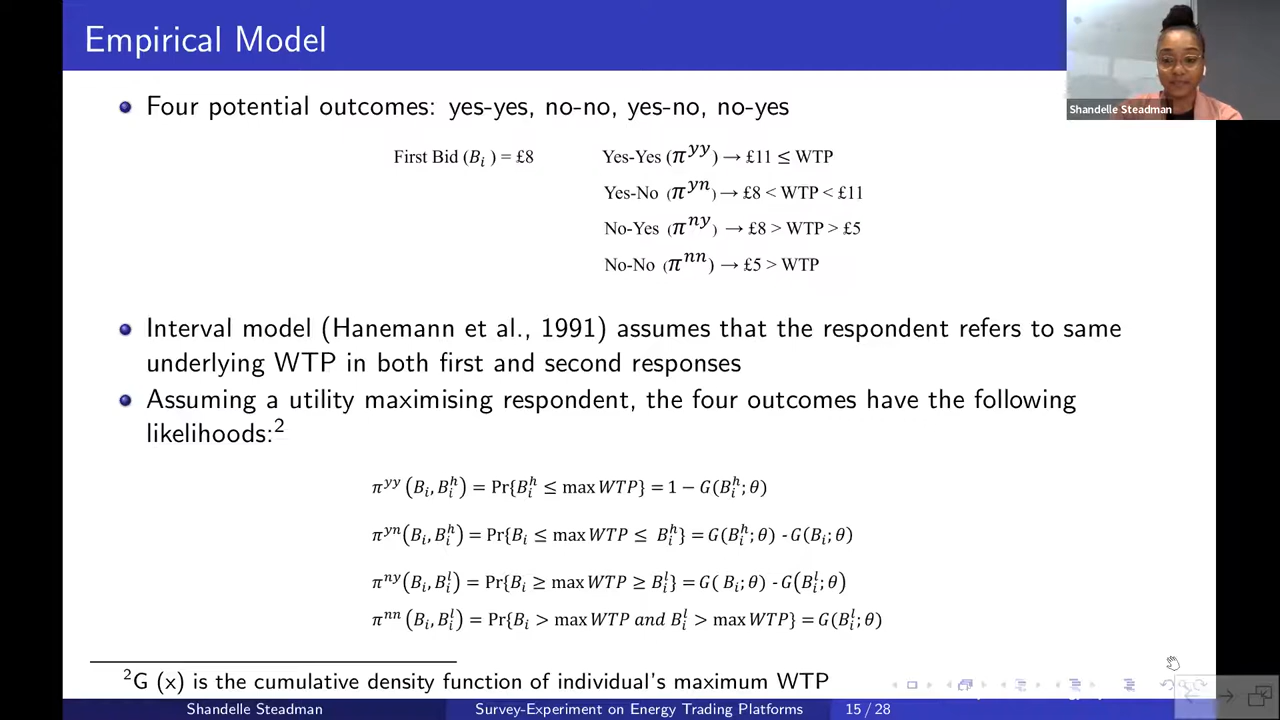 Empirical Model
Shandelle Steadman
Four potential outcomes: yes-yes, no-no, yes-no, no-yes
First Bid (B_i) = £8
Yes-Yes (π^yy) → £11 ≤ WTP
Yes-No (π^yn) → £8 < WTP < £11
No-Yes (π^ny) → £8 > WTP > £5
No-No (π^nn) → £5 > WTP
Interval model (Hanemann et al., 1991) assumes that the respondent refers to same
underlying WTP in both first and second responses
Assuming a utility maximising respondent, the four outcomes have the following
likelihoods:²
π^yy (B_i, B_i^h) = Pr{B_i^h ≤ max WTP} = 1 − G(B_i^h; θ)
π^yn (B_i, B_i^h) = Pr{B_i ≤ max WTP ≤ B_i^h} = G(B_i^h; θ) - G(B_i; θ)
π^ny (B_i, B_i^l) = Pr{B_i ≥ max WTP ≥ B_i^l} = G( B_i; θ) - G(B_i^l; θ)
π^nn (B_i, B_i^l) = Pr{B_i > max WTP and B_i^l > max WTP} = G(B_i^l; θ)
²G (x) is the cumulative density function of individual's maximum WTP
Shandelle Steadman
Survey-Experiment on Energy Trading Platforms
15 / 28